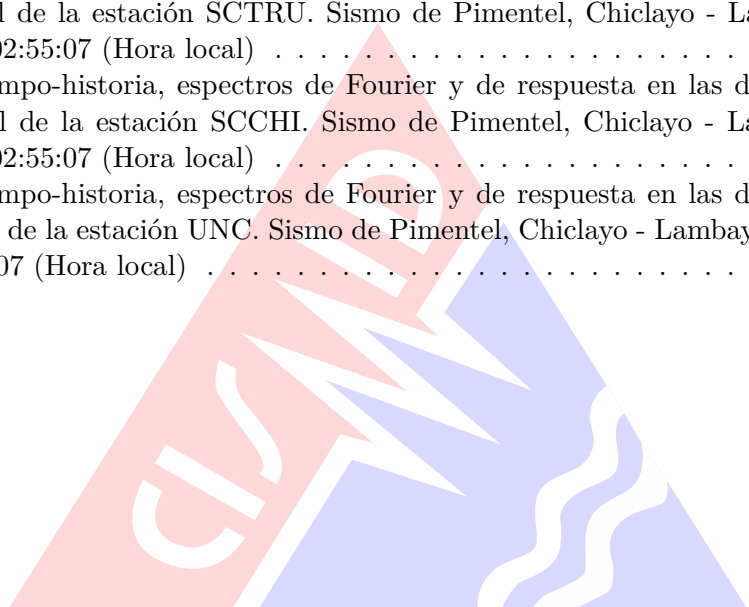 l de la estación SCTRU. Sismo de Pimentel, Chiclayo - La
02:55:07 (Hora local) . . . . . . . . . . . . . . . . . . . . .
mpo-historia, espectros de Fourier y de respuesta en las d
l de la estación SCCHI. Sismo de Pimentel, Chiclayo - La
02:55:07 (Hora local) . . . . . . . . . . . . . . . . . . . . .
mpo-historia, espectros de Fourier y de respuesta en las d
de la estación UNC. Sismo de Pimentel, Chiclayo - Lambay
07 (Hora local) . . . . . . . . . . . . . . . . . . . . . . . .
CISMID